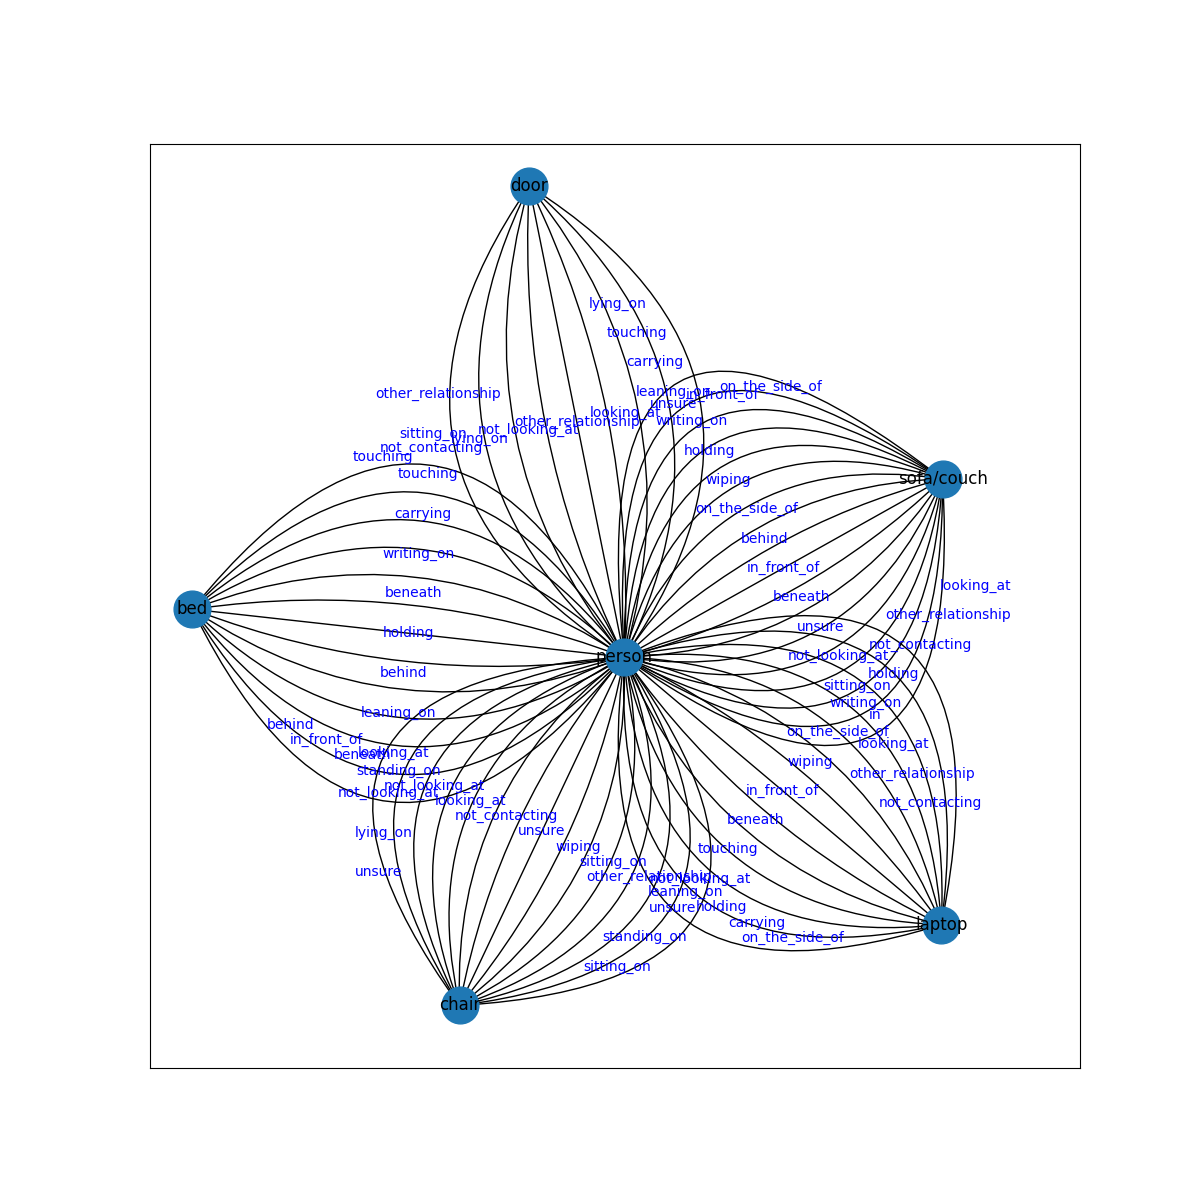 door
lying_on
touching
carrying
on_the_side_of
leaning_on
in_front_of
other_relationship
unsure
looking_at
writing_on
other_relationship
not_looking_at
sitting_on
lying_on
not_contacting
holding
touching
touching
wiping
sofa/couch
on_the_side_of
carrying
behind
writing_on
in_front_of
looking_at
beneath
beneath
bed
other_relationship
unsure
holding
not_contacting
person
not_looking_at
behind
holding
sitting_on
writing_on
leaning_on
in
behind
on_the_side_of
in_front_of
looking_at
looking_at
beneath
wiping
standing_on
other_relationship
not_looking_at
in_front_of
not_looking_at
looking_at
not_contacting
not_contacting
beneath
lying_on
unsure
wiping
touching
sitting_on
unsure
other_relationship
not_looking_at
leaning_on
unsure
holding
carrying
laptop
standing_on
on_the_side_of
sitting_on
chair